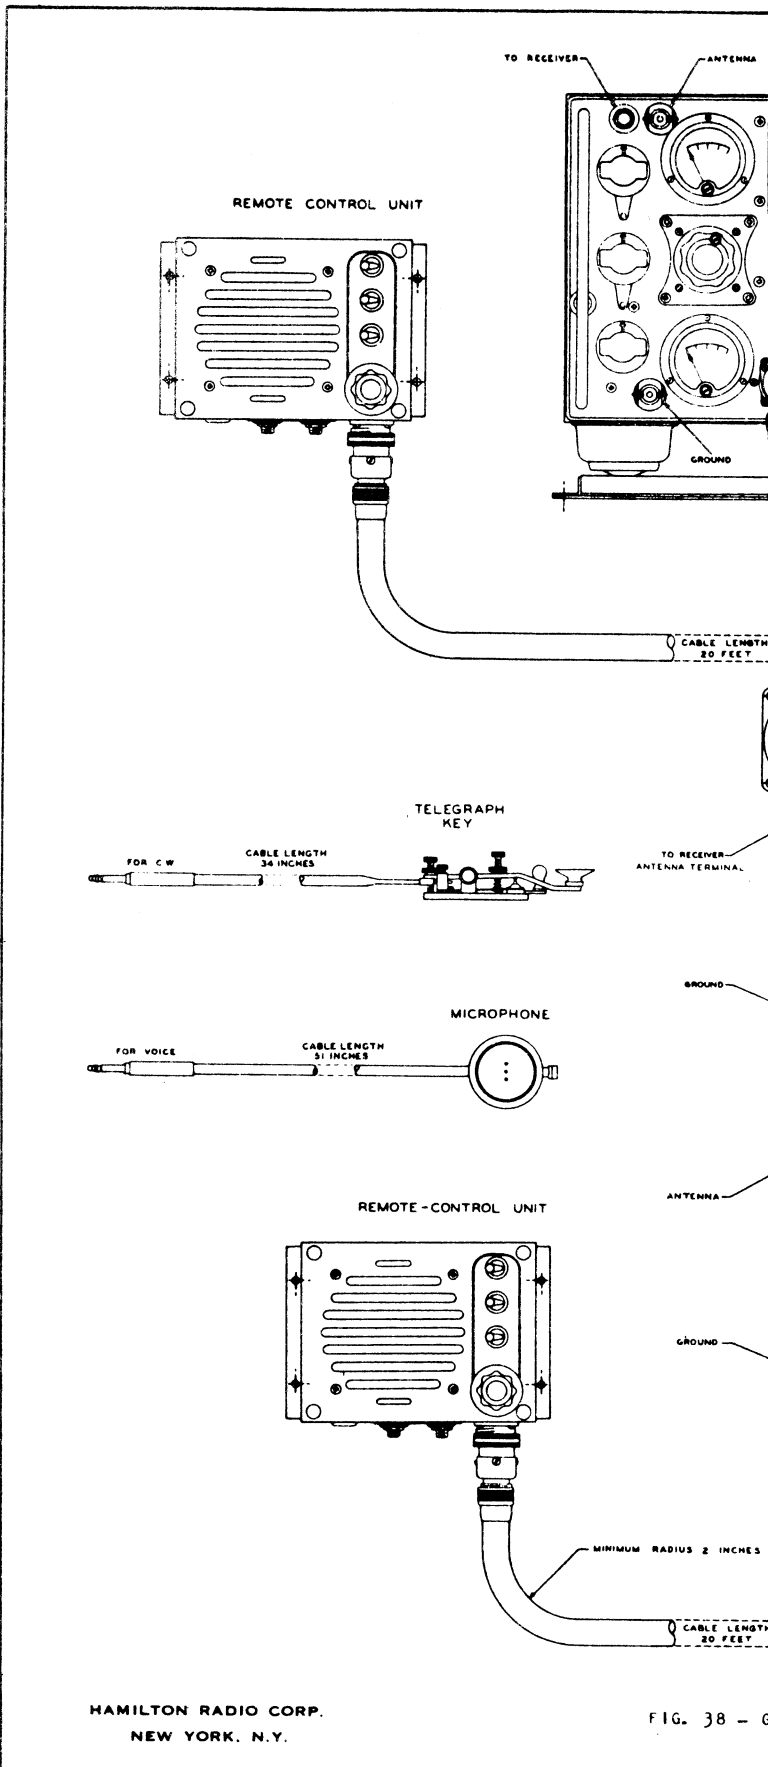 TO RECEIVER
ANTENNA
REMOTE CONTROL UNIT
GROUND
CABLE LENGTH
20 FEET
TELEGRAPH
KEY
FOR CW
CABLE LENGTH
34 INCHES
TO RECEIVER
ANTENNA TERMINAL
GROUND
MICROPHONE
FOR VOICE
CABLE LENGTH
51 INCHES
ANTENNA
REMOTE-CONTROL UNIT
GROUND
MINIMUM RADIUS 2 INCHES
CABLE LENGTH
20 FEET
HAMILTON RADIO CORP.
NEW YORK, N.Y.
FIG. 38 – G